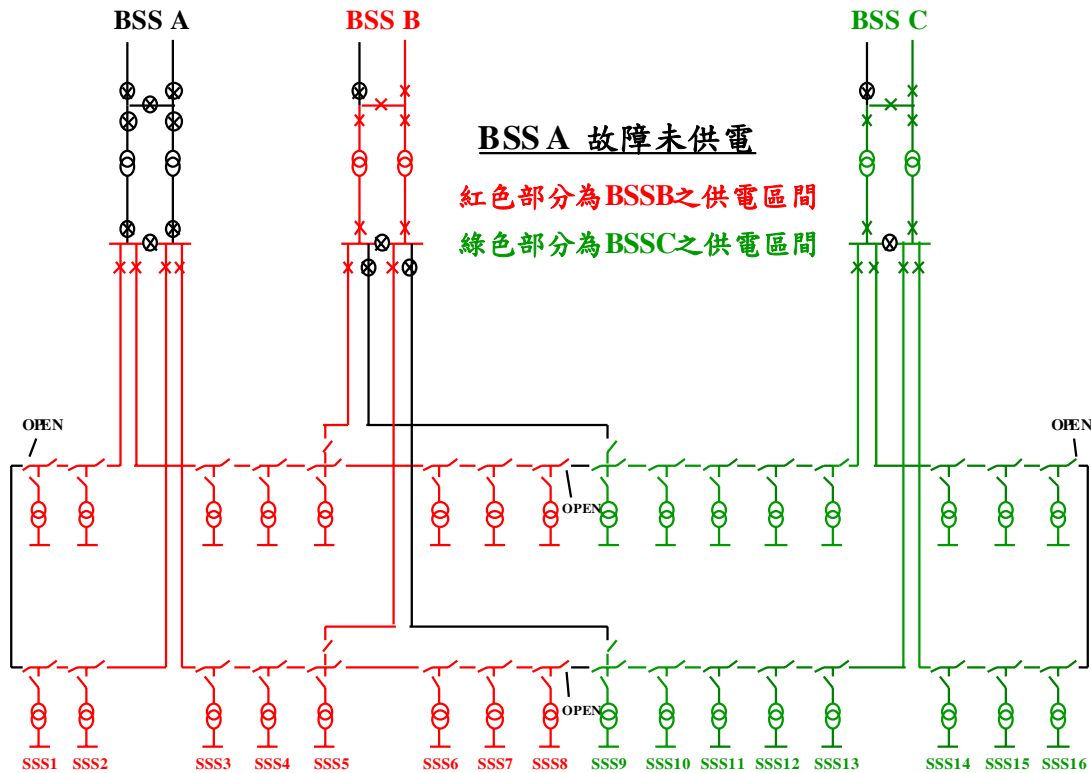 BSS A
BSS B
BSS C
BSS A 故障未供電
紅色部分為BSSB之供電區間
綠色部分為BSSC之供電區間
OPEN
OPEN
OPEN
OPEN
SSS1 SSS2 SSS3 SSS4 SSS5 SSS6 SSS7 SSS8 SSS9 SSS10 SSS11 SSS12 SSS13 SSS14 SSS15 SSS16